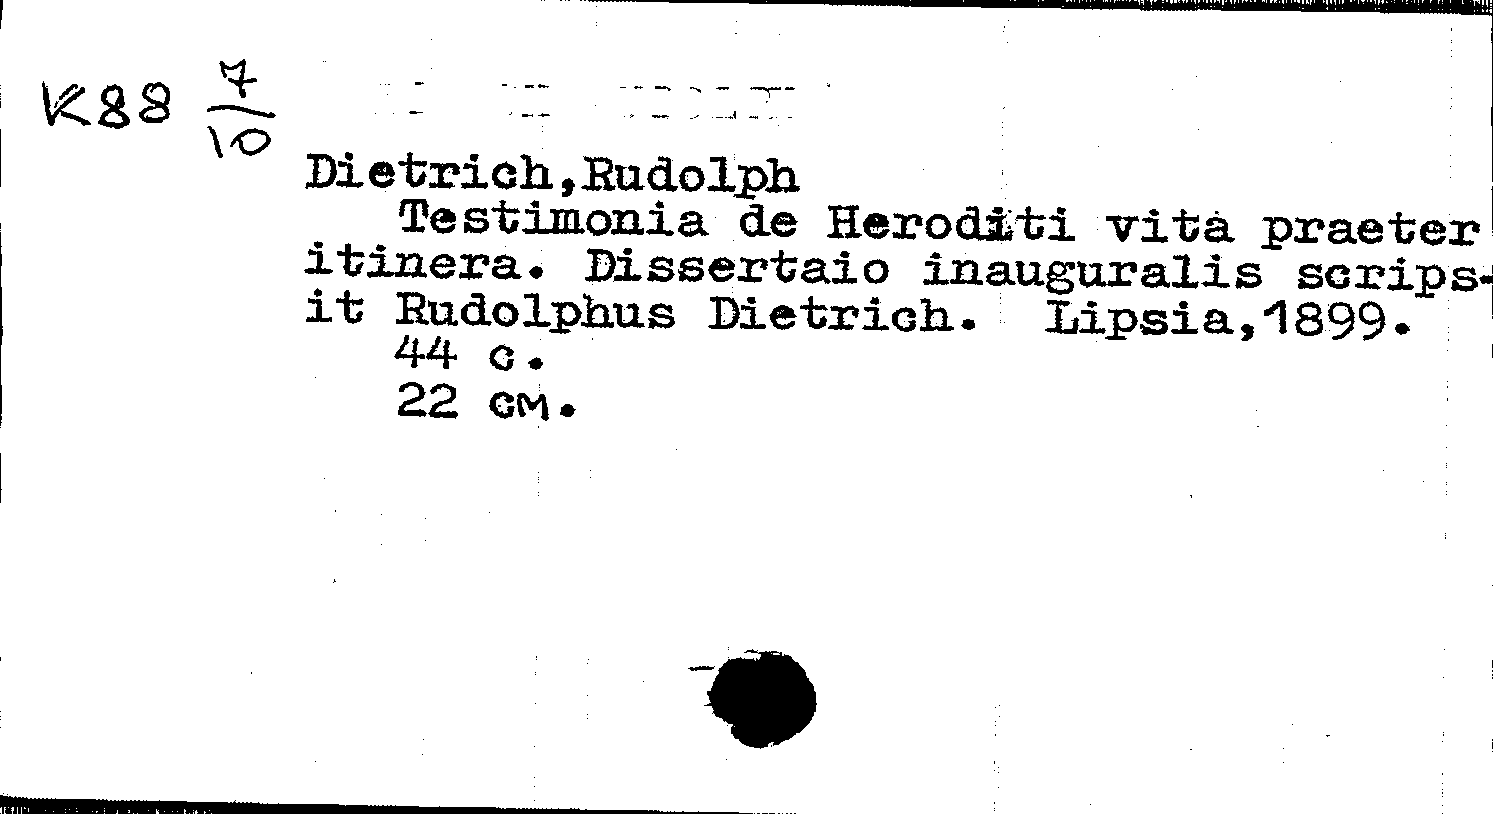 K88 7/10
Dietrich,Rudolph
Testimonia de Heroditi vita praeter
itinera. Dissertaio inauguralis scrips-
it Rudolphus Dietrich. Lipsia,1899.
44 c.
22 см.